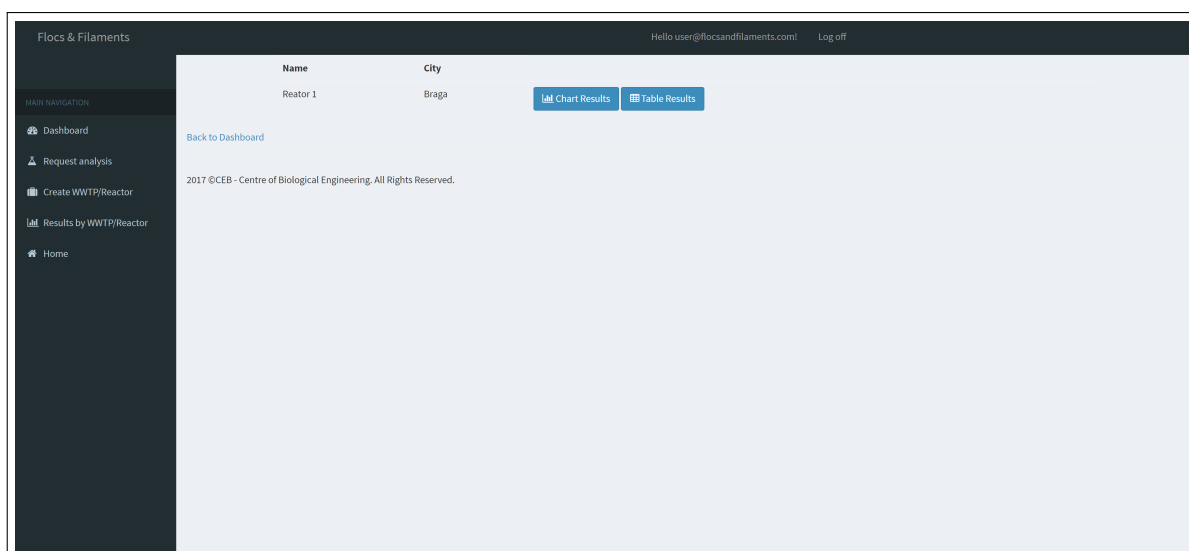 Flocs & Filaments
Hello user@flocsandfilaments.com! Log off
MAIN NAVIGATION
Dashboard
Request analysis
Create WWTP/Reactor
Results by WWTP/Reactor
Home
Name City
Reator 1 Braga Chart Results Table Results
Back to Dashboard
2017 ©CEB - Centre of Biological Engineering. All Rights Reserved.